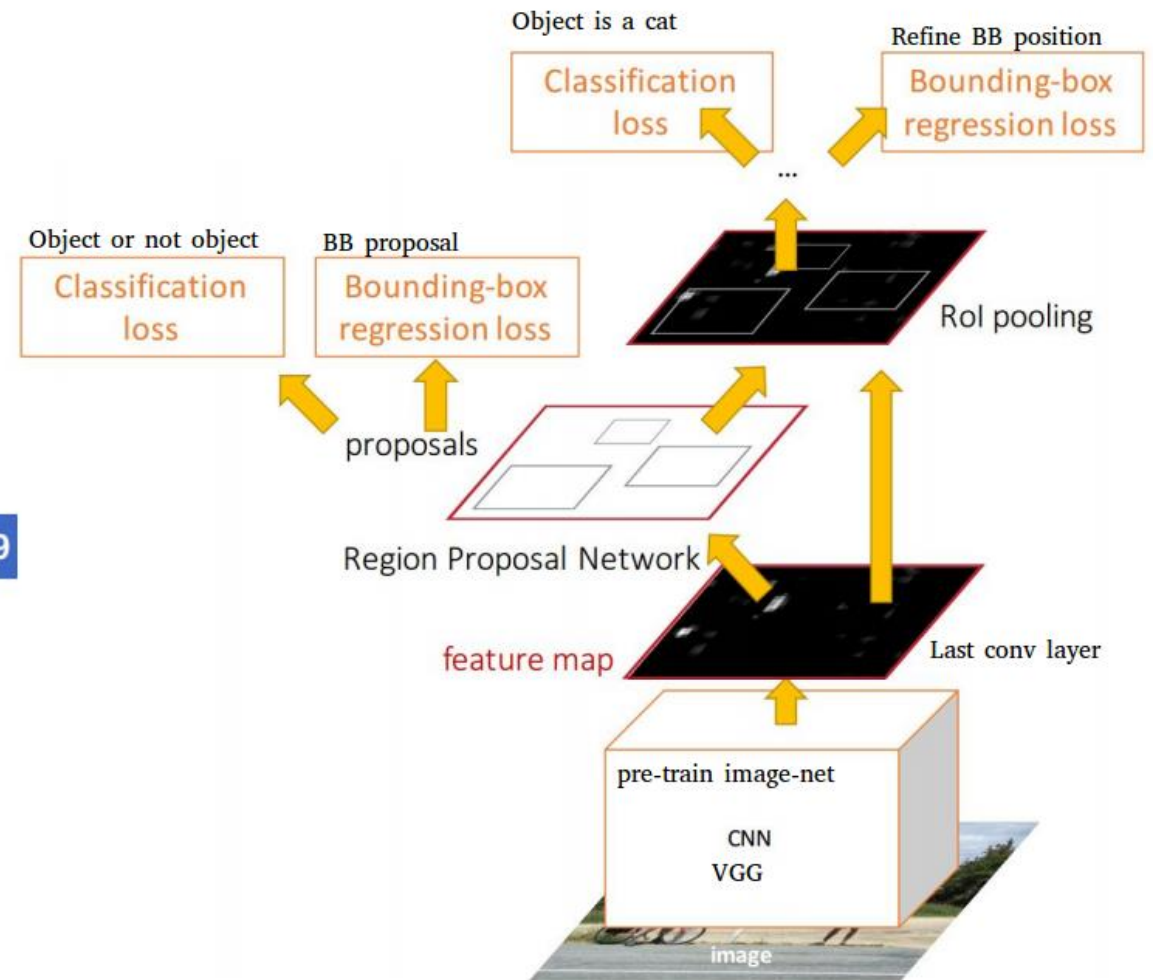 Object is a cat
Refine BB position
Classification
loss
Bounding-box
regression loss
...
Object or not object
BB proposal
Classification
loss
Bounding-box
regression loss
RoI pooling
proposals
9
Region Proposal Network
feature map
Last conv layer
pre-train image-net
CNN
VGG
image